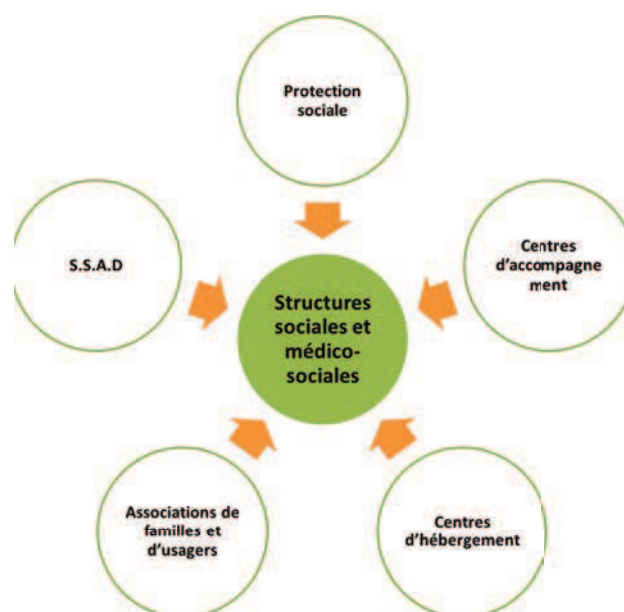 Protection
sociale
S.S.A.D
Centres
d'accompagne
ment
Structures
sociales et
médico-
sociales
Associations de
familles et
d'usagers
Centres
d'hébergement